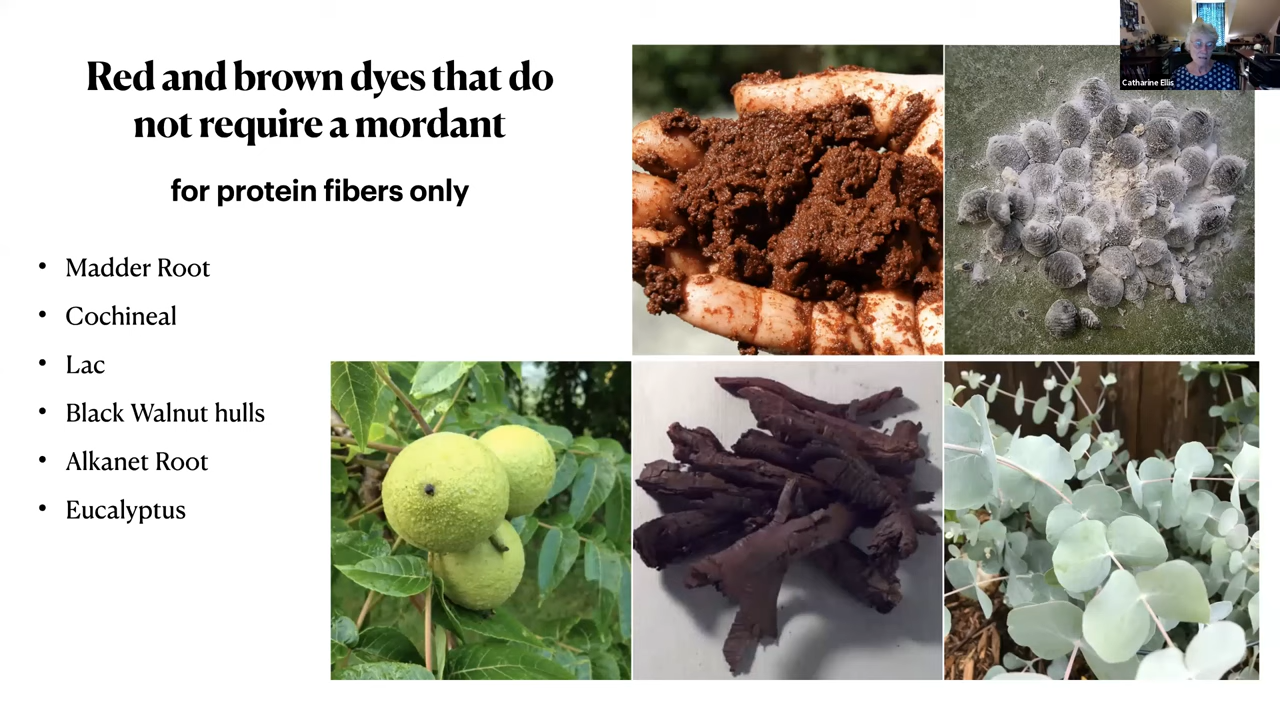 Red and brown dyes that do
not require a mordant
for protein fibers only
• Madder Root
• Cochineal
• Lac
• Black Walnut hulls
• Alkanet Root
• Eucalyptus
Catharine Ellis